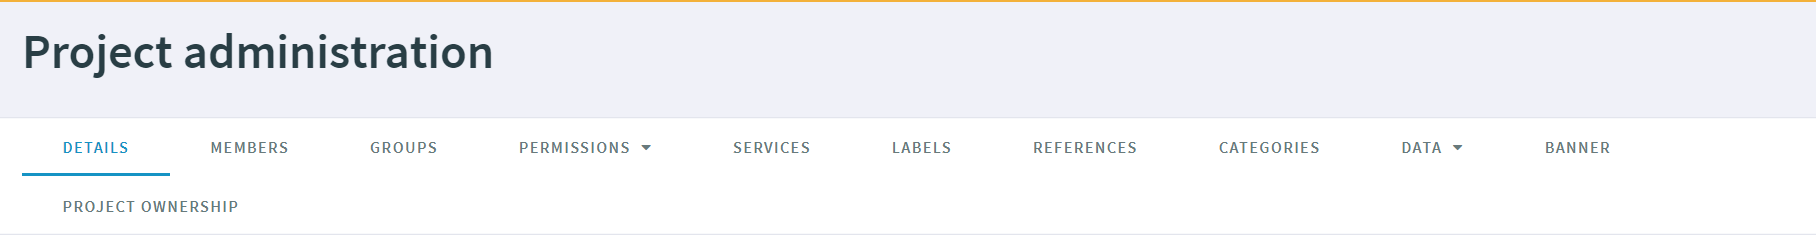 Project administration
DETAILS MEMBERS GROUPS PERMISSIONS SERVICES LABELS REFERENCES CATEGORIES DATA BANNER
PROJECT OWNERSHIP